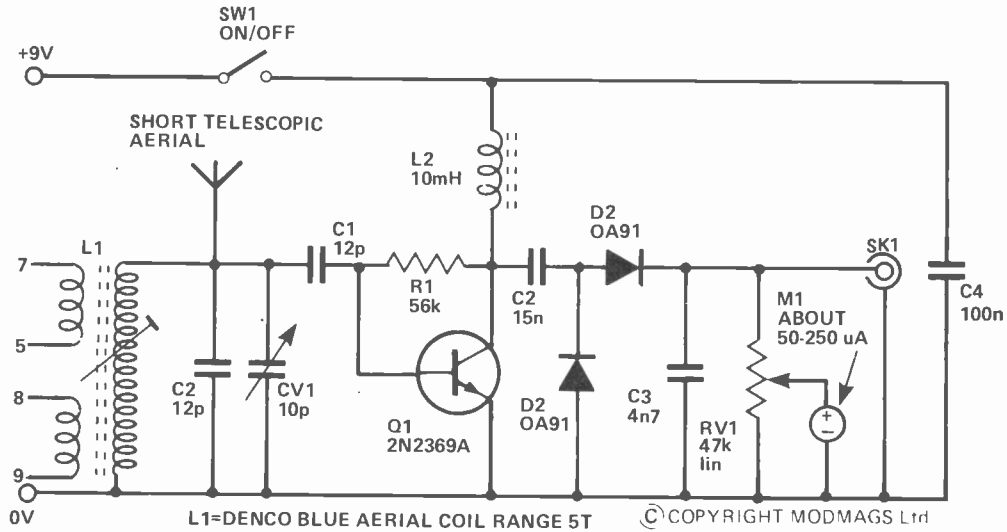 SW1
ON/OFF
+9V
SHORT TELESCOPIC
AERIAL
L2
10mH
L1
C1
12p
D2
OA91
SK1
7
R1
56k
C2
15n
M1
ABOUT
50-250 uA
C4
100n
5
C2
12p
CV1
10p
8
Q1
2N2369A
D2
OA91
C3
4n7
RV1
47k
lin
+
−
9
0V
L1=DENCO BLUE AERIAL COIL RANGE 5T
© COPYRIGHT MODMAGS Ltd